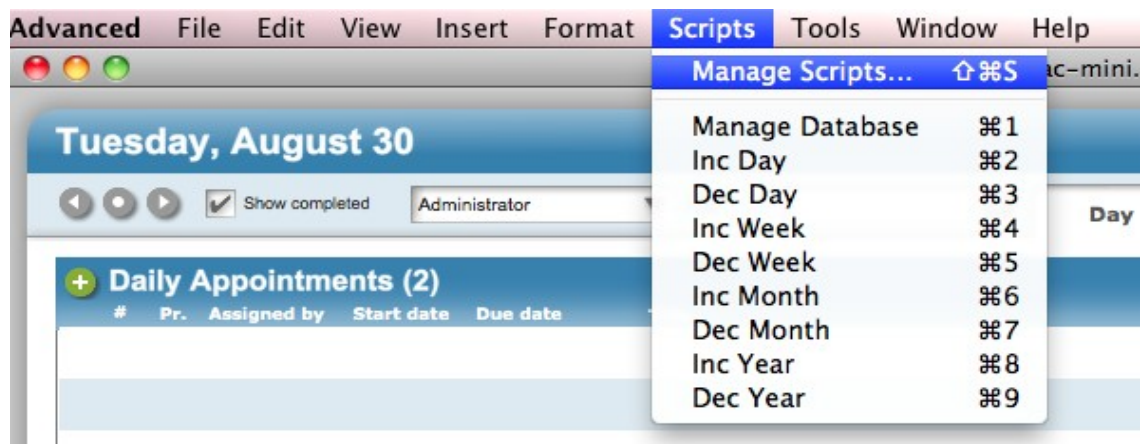 Advanced File Edit View Insert Format Scripts Tools Window Help
ac-mini.
Manage Scripts... ⇧⌘S
Manage Database ⌘1
Inc Day ⌘2
Dec Day ⌘3
Inc Week ⌘4
Dec Week ⌘5
Inc Month ⌘6
Dec Month ⌘7
Inc Year ⌘8
Dec Year ⌘9
Tuesday, August 30
Show completed Administrator
Day
Daily Appointments (2)
# Pr. Assigned by Start date Due date